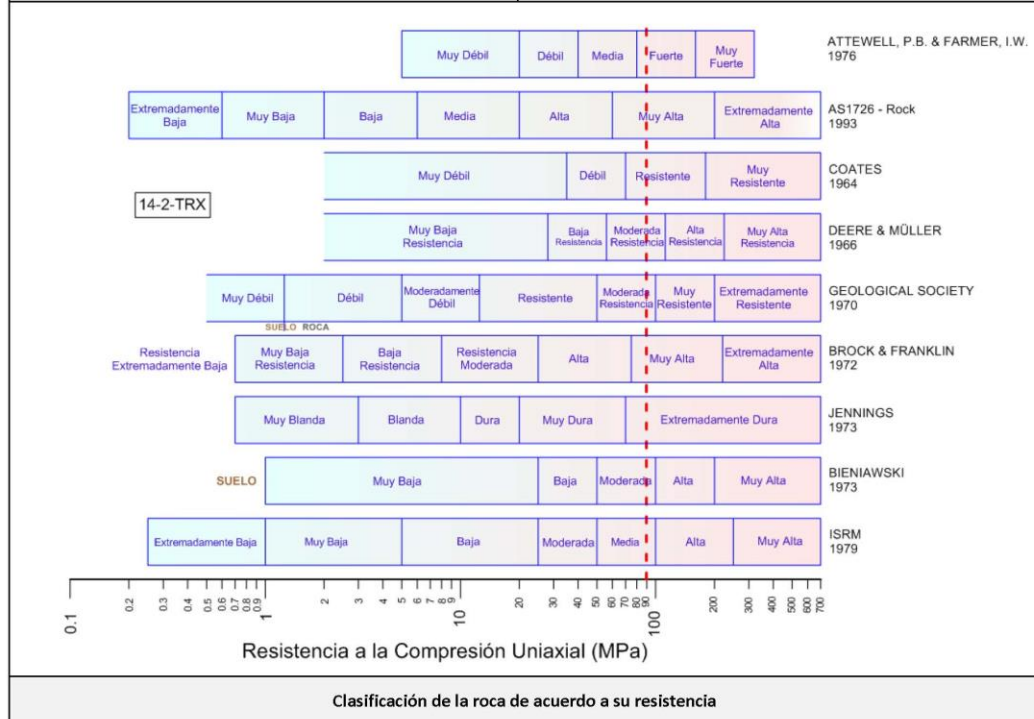 Muy Débil Débil Media Fuerte Muy Fuerte ATTEWELL, P.B. & FARMER, I.W. 1976
Extremadamente Baja Muy Baja Baja Media Alta Muy Alta Extremadamente Alta AS1726 - Rock 1993
Muy Débil Débil Resistente Muy Resistente COATES 1964
14-2-TRX
Muy Baja Resistencia Baja Resistencia Moderada Resistencia Alta Resistencia Muy Alta Resistencia DEERE & MÜLLER 1966
Muy Débil Débil Moderadamente Débil Resistente Moderada Resistencia Muy Resistente Extremadamente Resistente GEOLOGICAL SOCIETY 1970
SUELO ROCA
Resistencia Extremadamente Baja Muy Baja Resistencia Baja Resistencia Resistencia Moderada Alta Muy Alta Extremadamente Alta BROCK & FRANKLIN 1972
Muy Blanda Blanda Dura Muy Dura Extremadamente Dura JENNINGS 1973
SUELO Muy Baja Baja Moderada Alta Muy Alta BIENIAWSKI 1973
Extremadamente Baja Muy Baja Baja Moderada Media Alta Muy Alta ISRM 1979
0.1 0.2 0.3 0.4 0.5 0.6 0.7 0.8 0.9 1 2 3 4 5 6 7 8 9 10 20 30 40 50 60 70 80 90 100 200 300 400 500 600 700
Resistencia a la Compresión Uniaxial (MPa)
Clasificación de la roca de acuerdo a su resistencia